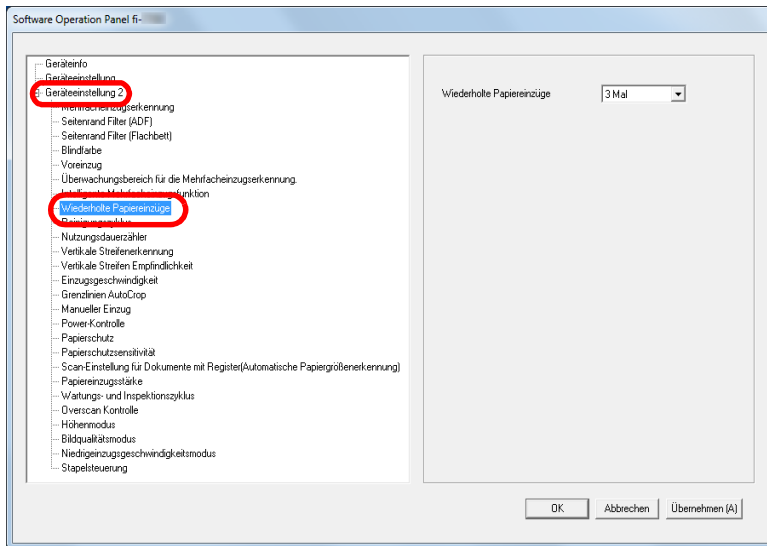 Software Operation Panel fi-
Geräteinfo
Geräteeinstellung
Geräteeinstellung 2
Mehrfacheinzugserkennung
Seitenrand Filter (ADF)
Seitenrand Filter (Flachbett)
Blindfarbe
Voreinzug
Überwachungsbereich für die Mehrfacheinzugserkennung.
Intelligente Mehrfacheinzugsfunktion
Wiederholte Papiereinzüge
Reinigungszyklus
Nutzungsdauerzähler
Vertikale Streifenerkennung
Vertikale Streifen Empfindlichkeit
Einzugsgeschwindigkeit
Grenzlinien AutoCrop
Manueller Einzug
Power-Kontrolle
Papierschutz
Papierschutzsensitivität
Scan-Einstellung für Dokumente mit Register(Automatische Papiergrößenerkennung)
Papiereinzugsstärke
Wartungs- und Inspektionszyklus
Overscan Kontrolle
Höhenmodus
Bildqualitätsmodus
Niedrigeinzugsgeschwindigkeitsmodus
Stapelsteuerung
Wiederholte Papiereinzüge 3 Mal
OK Abbrechen Übernehmen (A)